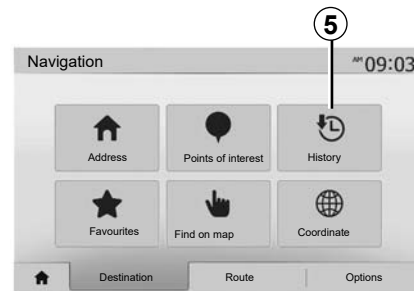 5
Navigation AM 09:03
Address Points of interest History
Favourites Find on map Coordinate
Destination Route Options